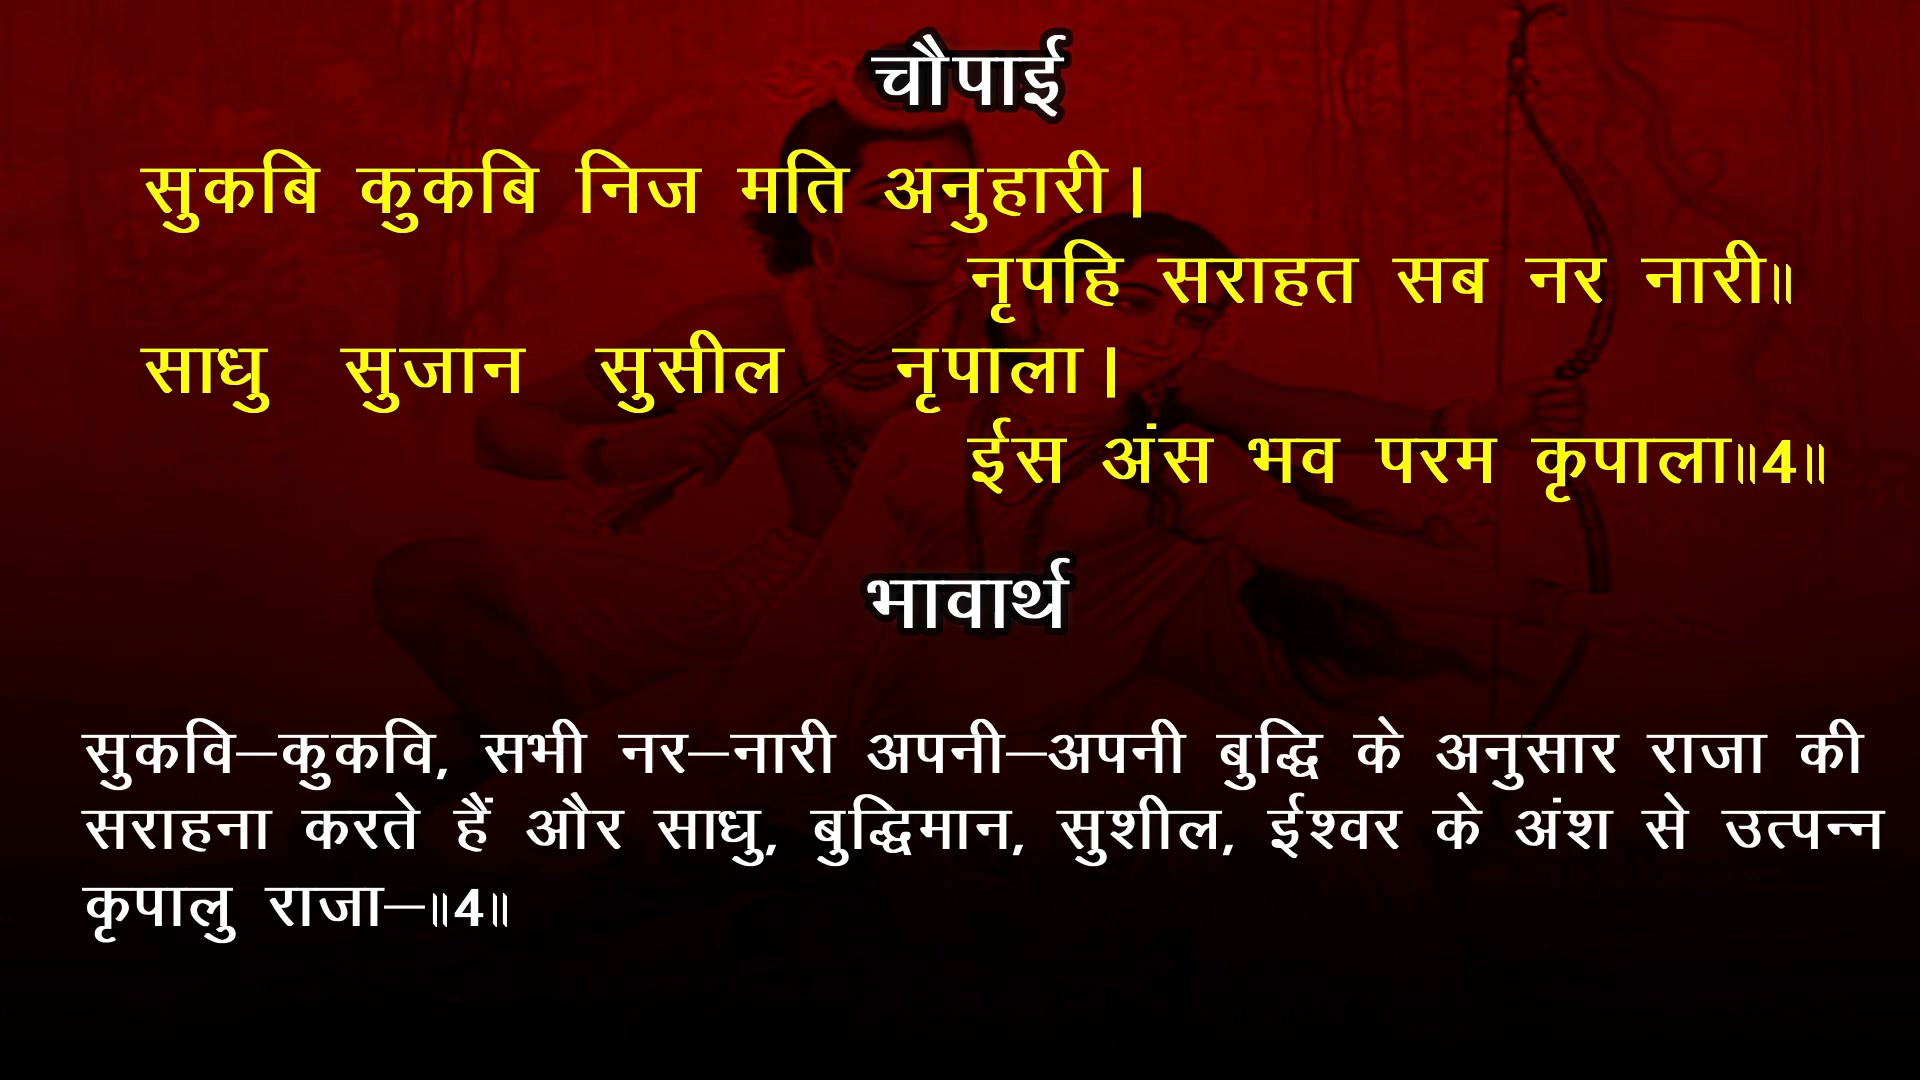 चौपाई
सुकबि कुकबि निज मति अनुहारी।
नृपहि सराहत सब नर नारी॥
साधु सुजान सुसील नृपाला।
ईस अंस भव परम कृपाला॥4॥
भावार्थ
सुकवि–कुकवि, सभी नर–नारी अपनी–अपनी बुद्धि के अनुसार राजा की
सराहना करते हैं और साधु, बुद्धिमान, सुशील, ईश्वर के अंश से उत्पन्न
कृपालु राजा–॥4॥